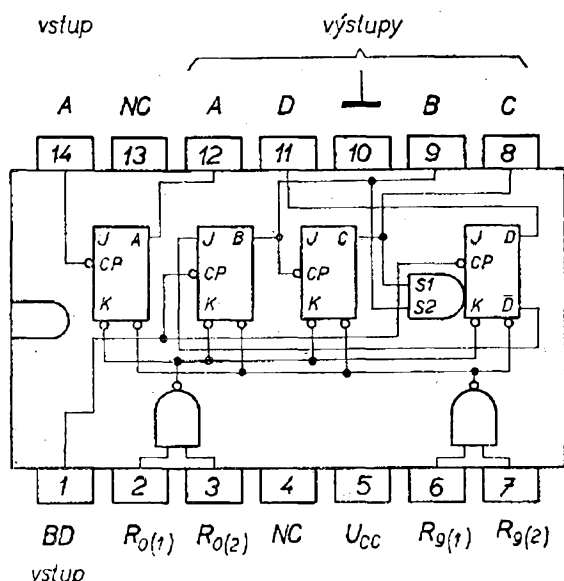 vstup výstupy
A NC A D B C
14 13 12 11 10 9 8
J A J B J C J D
CP CP CP CP
S1
K K K S2 K D̅
1 2 3 4 5 6 7
BD R0(1) R0(2) NC UCC R9(1) R9(2)
vstup